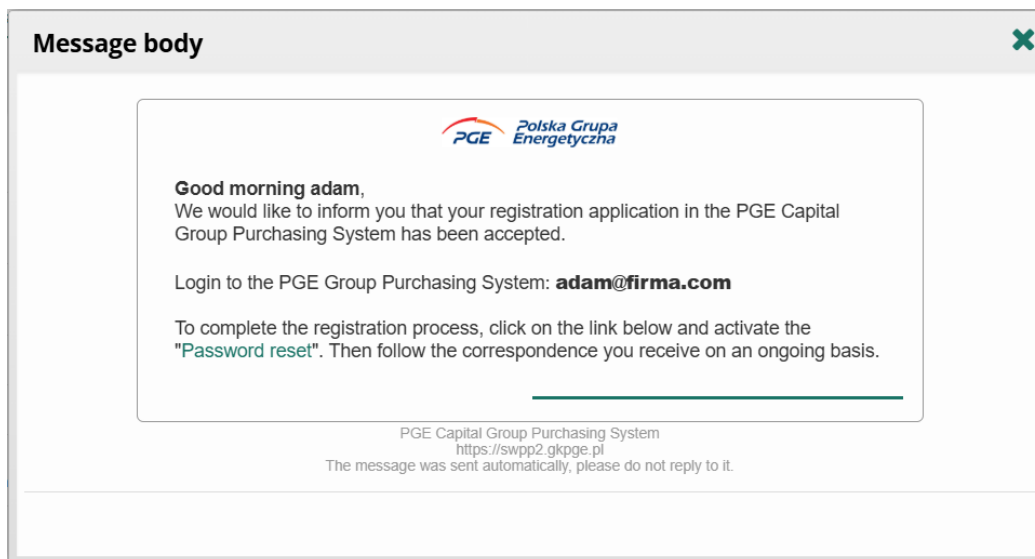 Message body
PGE Polska Grupa
Energetyczna
Good morning adam,
We would like to inform you that your registration application in the PGE Capital
Group Purchasing System has been accepted.
Login to the PGE Group Purchasing System: adam@firma.com
To complete the registration process, click on the link below and activate the
"Password reset". Then follow the correspondence you receive on an ongoing basis.
PGE Capital Group Purchasing System
https://swpp2.gkpge.pl
The message was sent automatically, please do not reply to it.